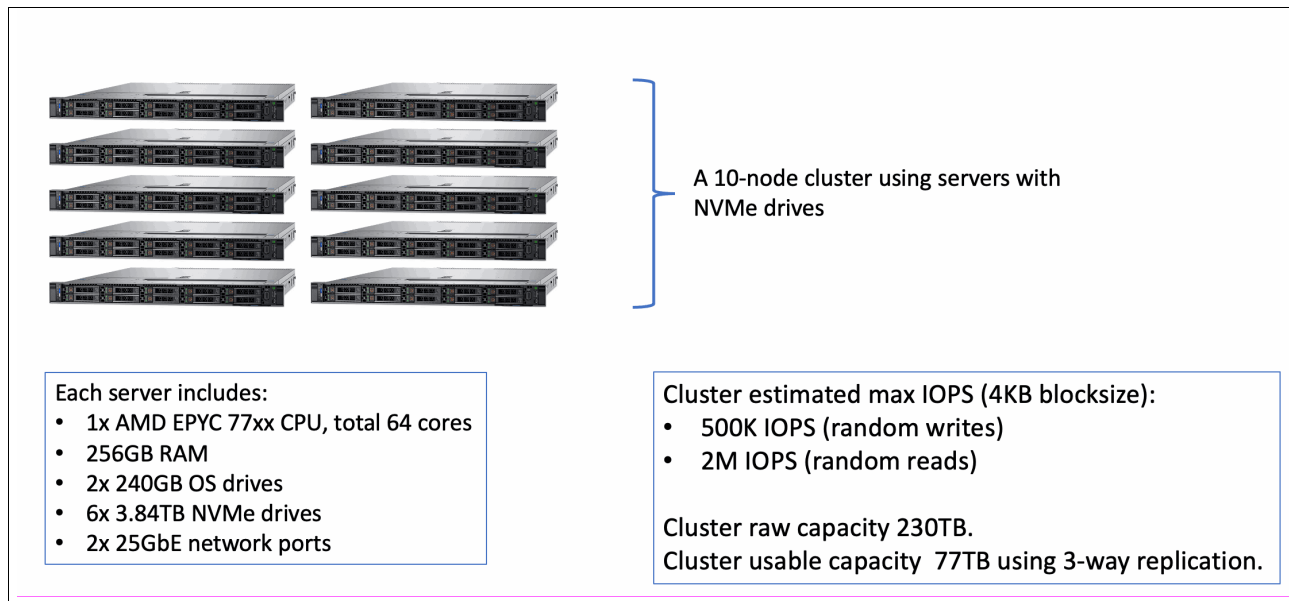 A 10-node cluster using servers with
NVMe drives
Each server includes:
• 1x AMD EPYC 77xx CPU, total 64 cores
• 256GB RAM
• 2x 240GB OS drives
• 6x 3.84TB NVMe drives
• 2x 25GbE network ports
Cluster estimated max IOPS (4KB blocksize):
• 500K IOPS (random writes)
• 2M IOPS (random reads)
Cluster raw capacity 230TB.
Cluster usable capacity  77TB using 3-way replication.